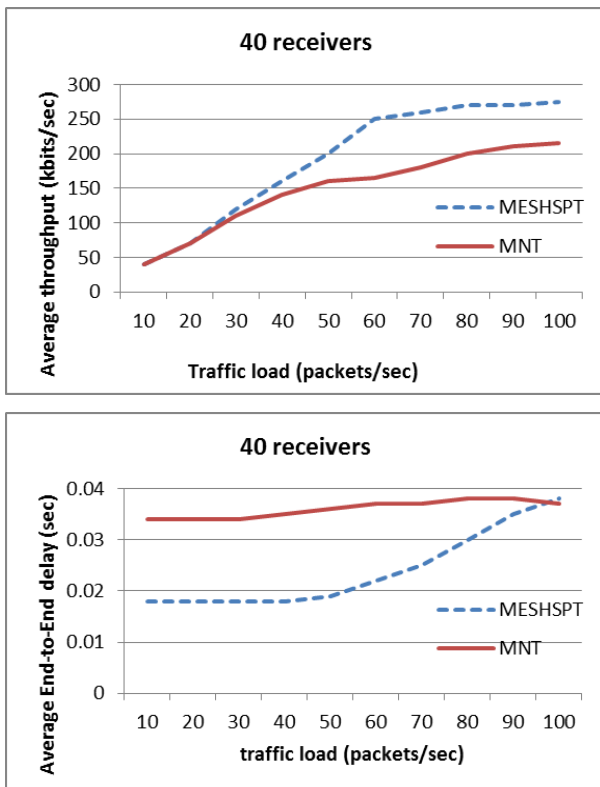 40 receivers
Average throughput (kbits/sec)
300
250
200
150
100
50
0
10 20 30 40 50 60 70 80 90 100
MESHSPT
MNT
Traffic load (packets/sec)
40 receivers
Average End-to-End delay (sec)
0.04
0.03
0.02
0.01
0
10 20 30 40 50 60 70 80 90 100
MESHSPT
MNT
traffic load (packets/sec)